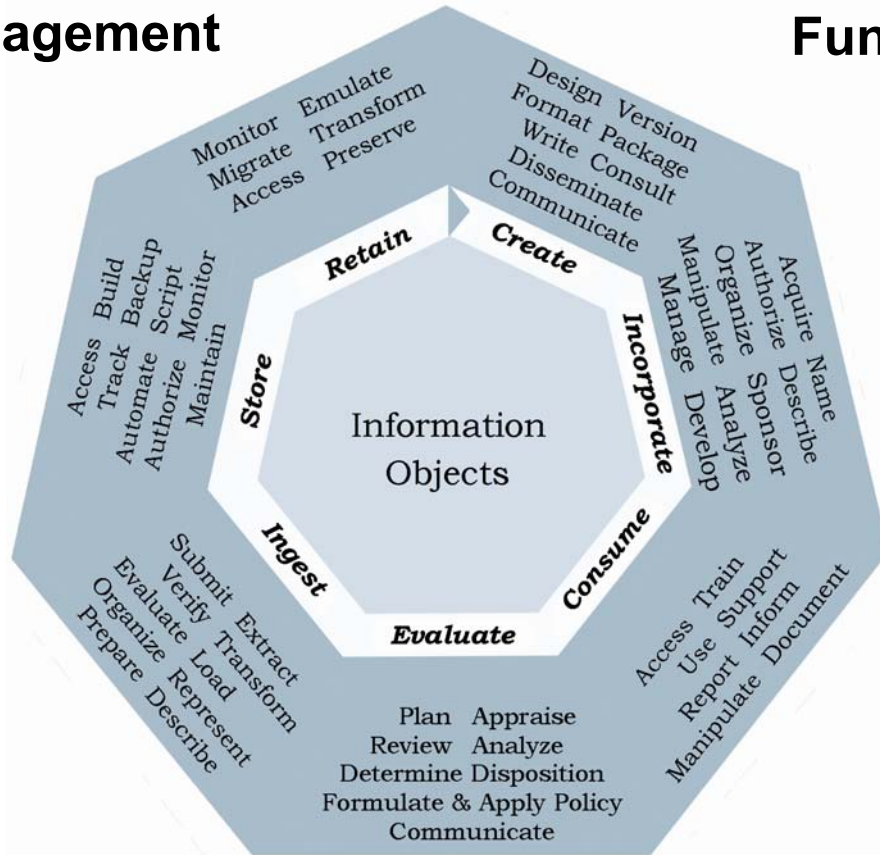 agement
Fun
Design Version
Format Package
Write Consult
Disseminate
Communicate
Create
Acquire Name
Authorize Describe
Organize Sponsor
Manipulate Analyze
Manage Develop
Incorporate
Access Train
Use Support
Report Inform
Manipulate Document
Consume
Evaluate
Plan Appraise
Review Analyze
Determine Disposition
Formulate & Apply Policy
Communicate
Ingest
Submit Extract
Verify Transform
Evaluate Load
Organize Represent
Prepare Describe
Store
Access Build
Track Backup
Automate Script
Authorize Monitor
Maintain
Retain
Monitor Emulate
Migrate Transform
Access Preserve
Information
Objects